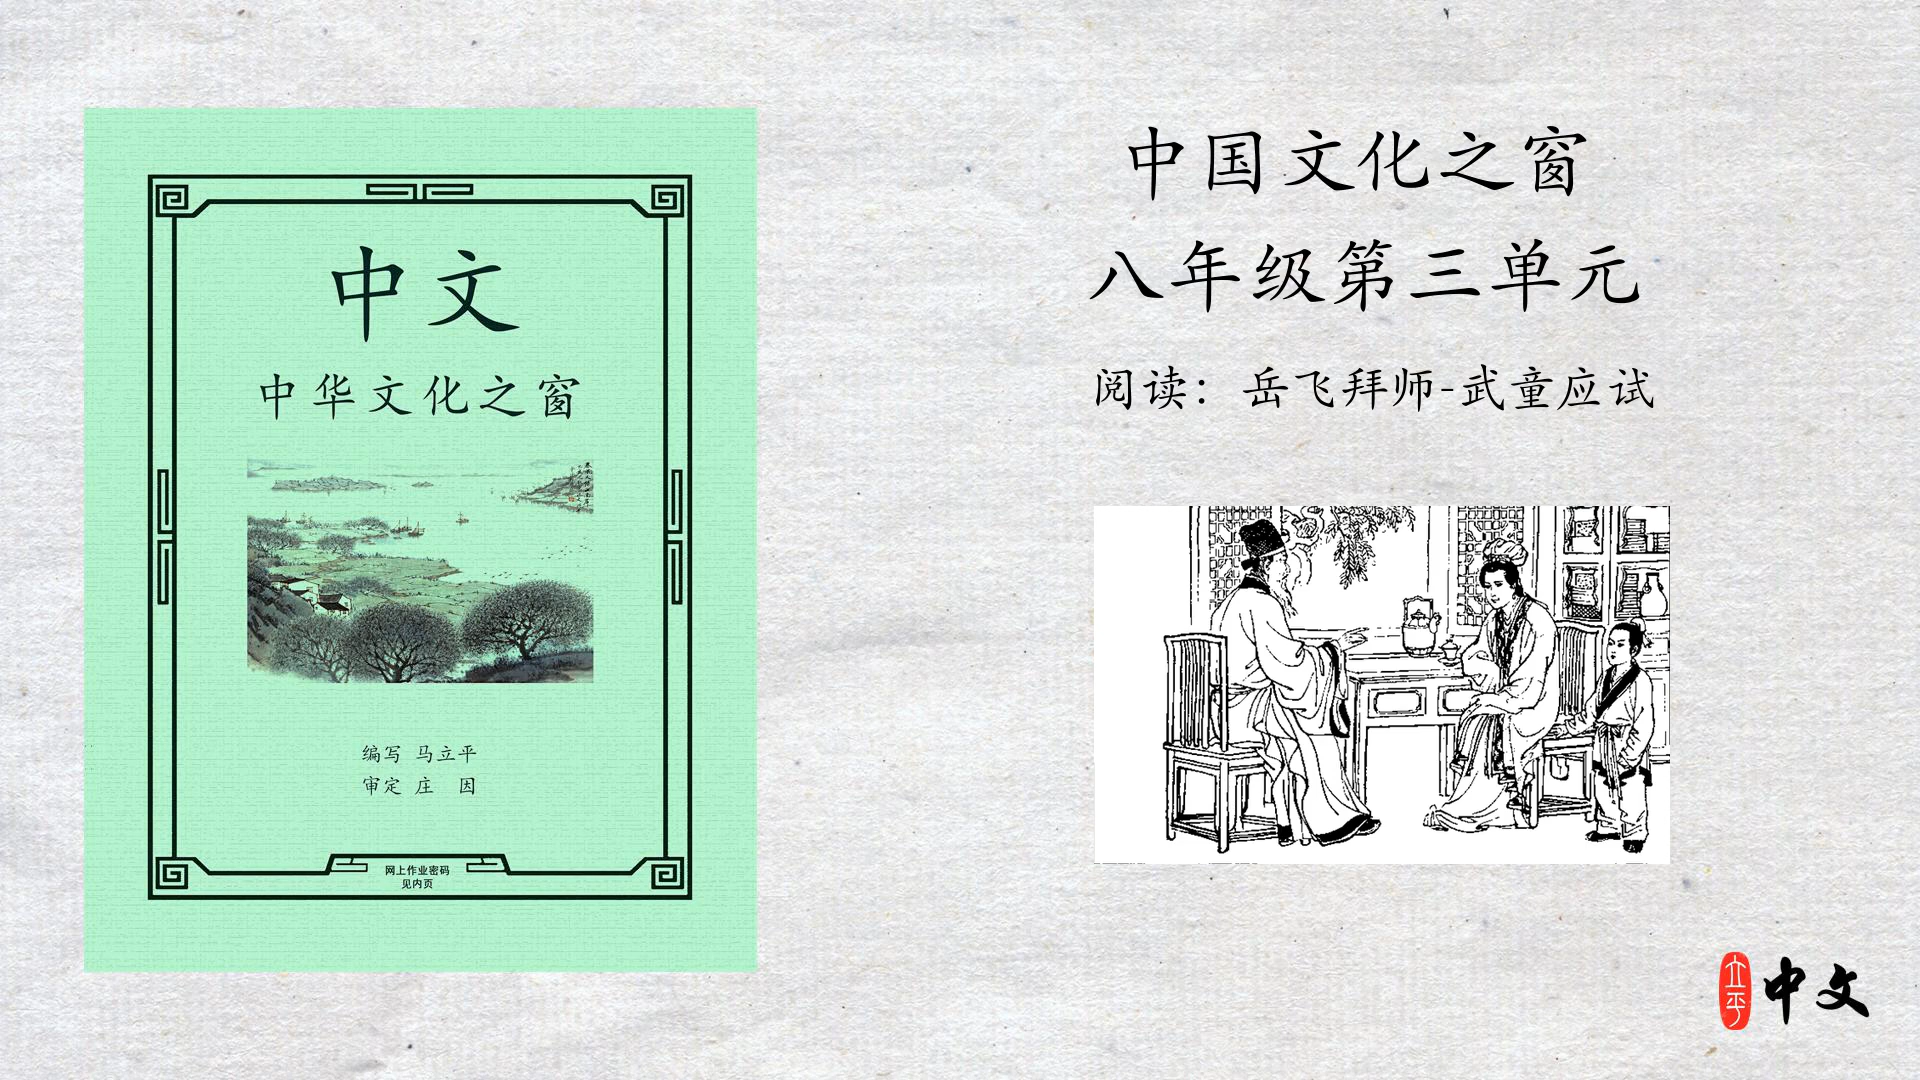 中文
中华文化之窗
编写 马立平
审定 庄 因
网上作业密码
见内页
中国文化之窗
八年级第三单元
阅读：岳飞拜师-武童应试
立平
中文